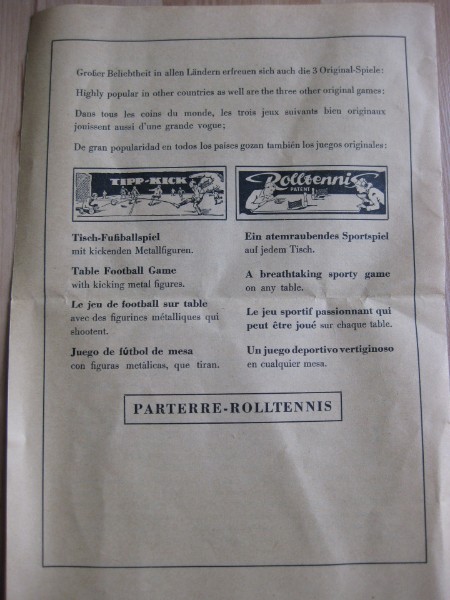 Großer Beliebtheit in allen Ländern erfreuen sich auch die 3 Original-Spiele:
Highly popular in other countries as well are the three other original games:
Dans tous les coins du monde, les trois jeux suivants bien originaux
jouissent aussi d'une grande vogue;
De gran popularidad en todos los países gozan también los juegos originales:
TIPP-KICK
Rolltennis
PATENT
Tisch-Fußballspiel
mit kickenden Metallfiguren.
Table Football Game
with kicking metal figures.
Le jeu de football sur table
avec des figurines métalliques qui
shootent.
Juego de fútbol de mesa
con figuras metálicas, que tiran.
Ein atemraubendes Sportspiel
auf jedem Tisch.
A breathtaking sporty game
on any table.
Le jeu sportif passionnant qui
peut être joué sur chaque table.
Un juego deportivo vertiginoso
en cualquier mesa.
PARTERRE-ROLLTENNIS